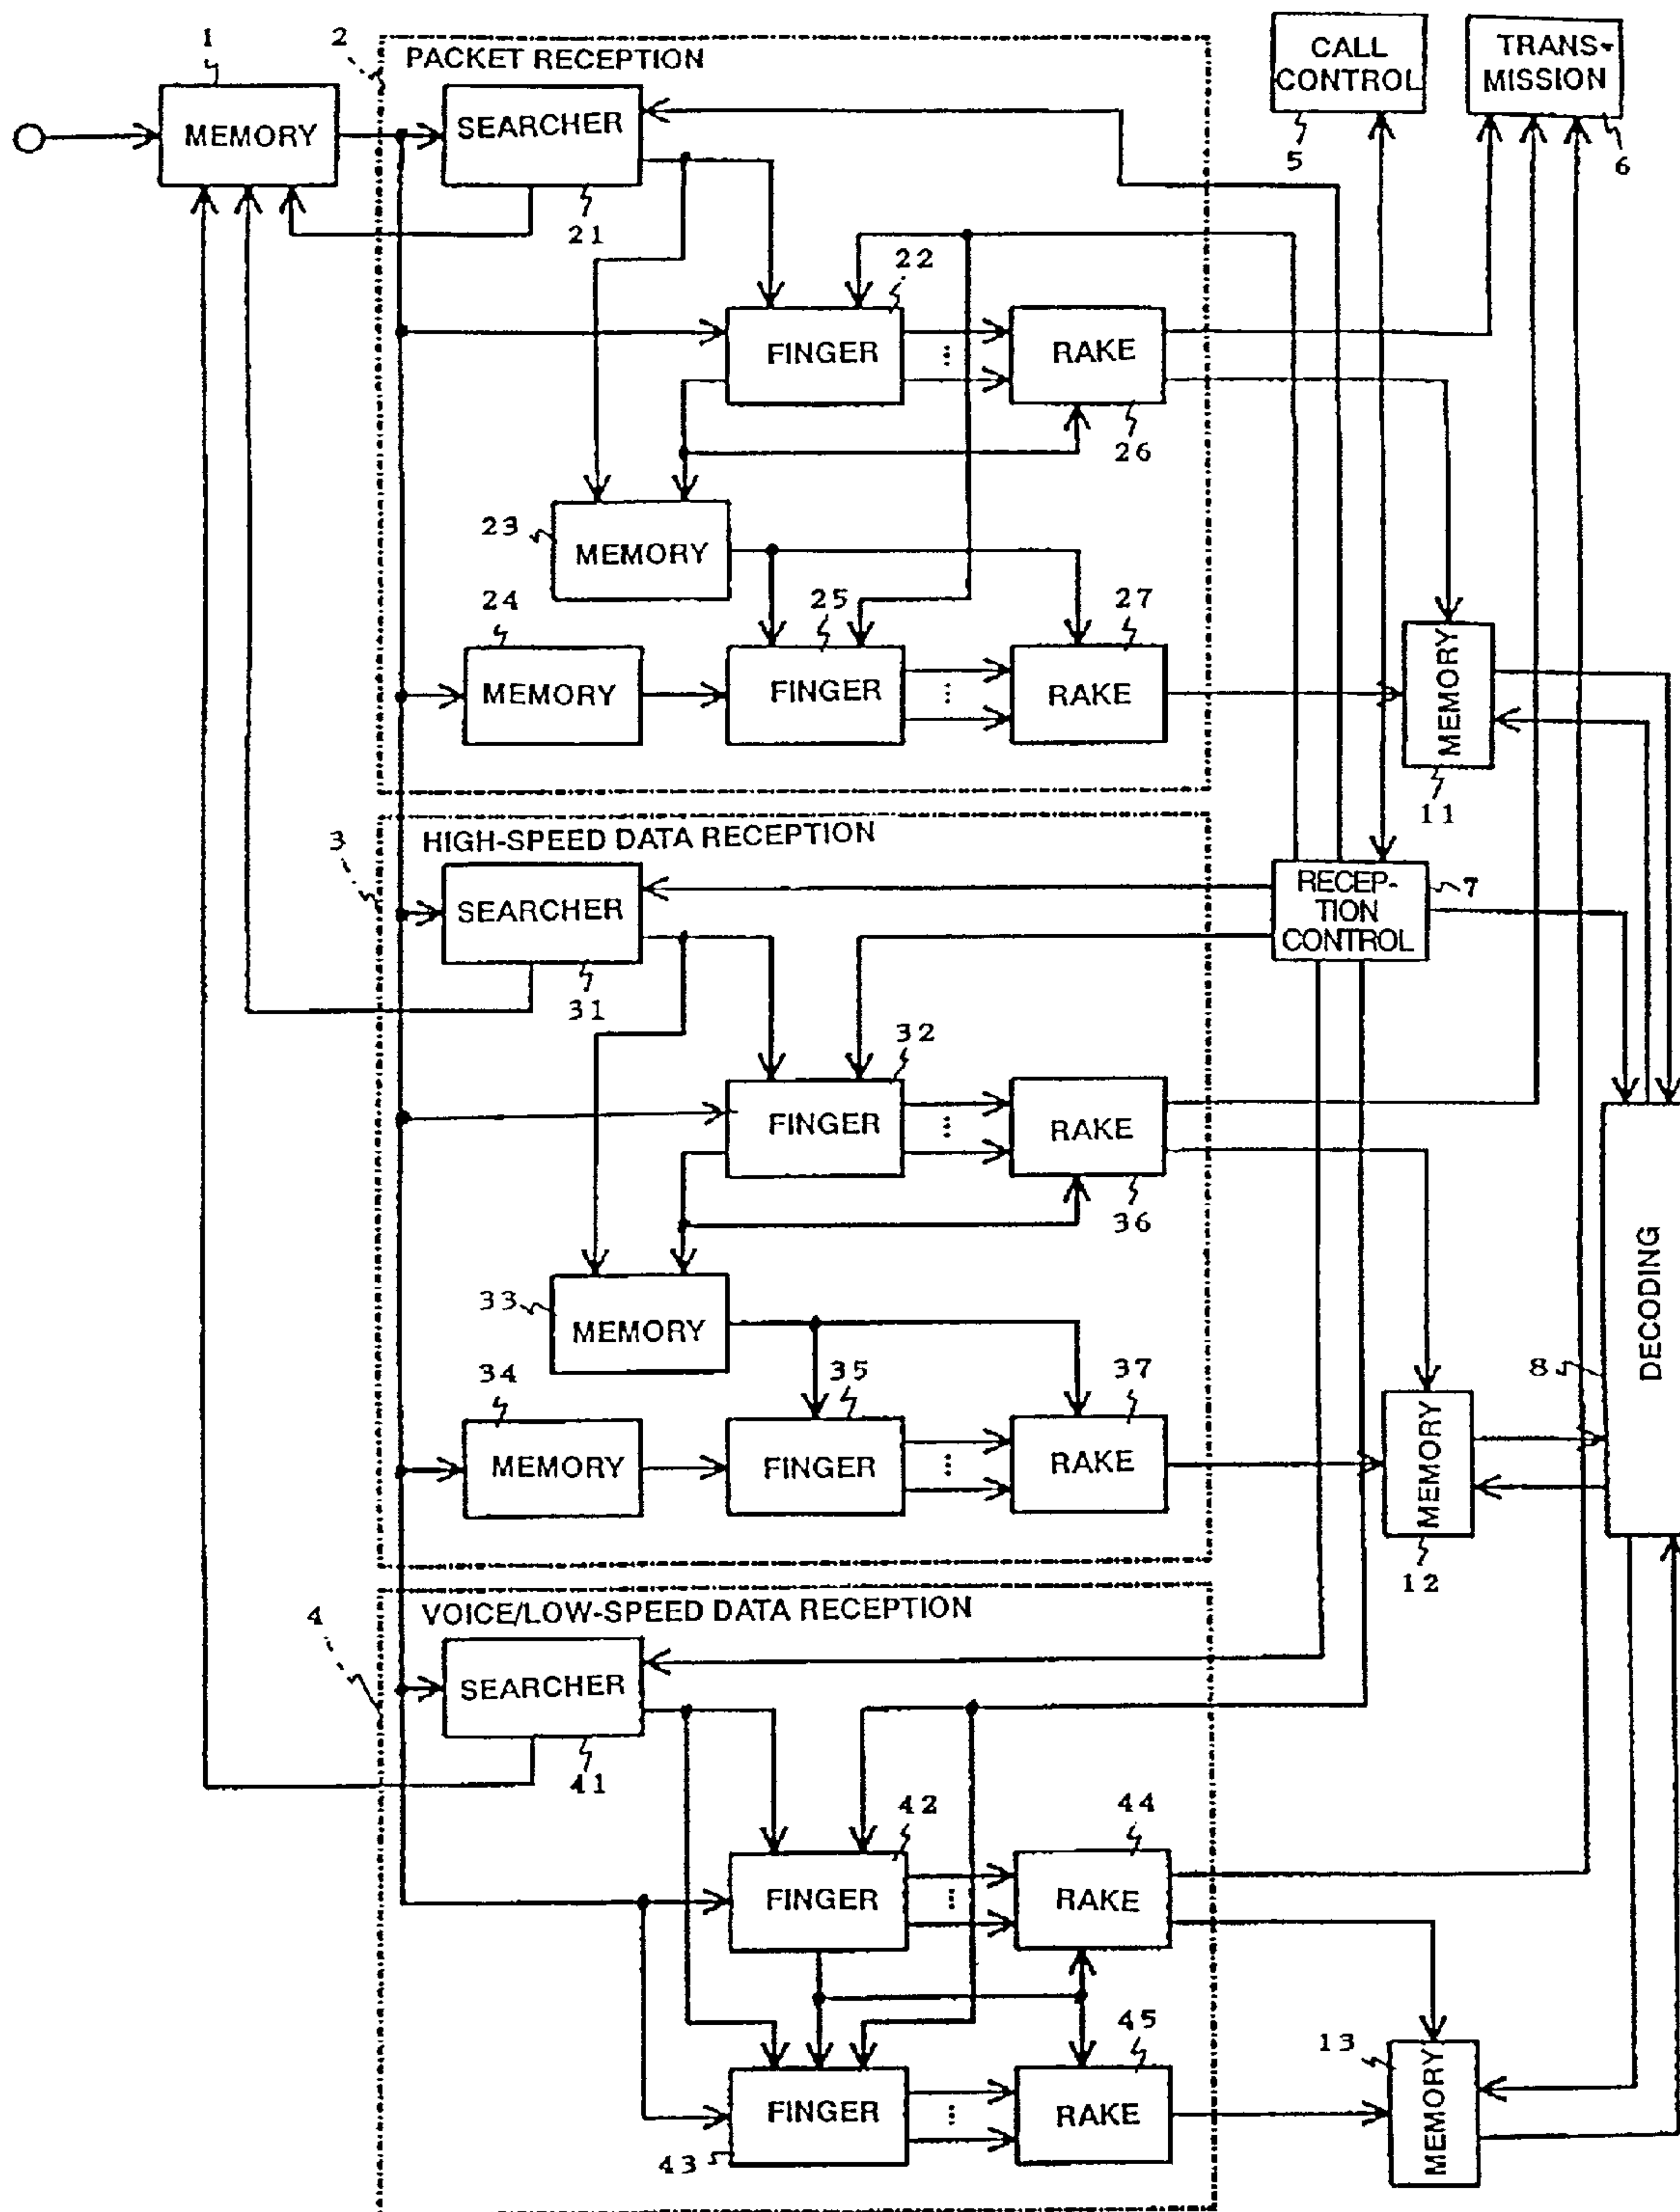 1
2
PACKET RECEPTION
CALL
CONTROL
TRANS-
MISSION
MEMORY
SEARCHER
5
6
21
22
FINGER
RAKE
26
23
MEMORY
24
25
27
MEMORY
FINGER
RAKE
MEMORY
11
3
HIGH-SPEED DATA RECEPTION
RECEP-
TION
CONTROL
7
SEARCHER
31
32
FINGER
RAKE
36
DECODING
8
33
MEMORY
34
35
37
MEMORY
FINGER
RAKE
MEMORY
12
4
VOICE/LOW-SPEED DATA RECEPTION
SEARCHER
41
42
44
FINGER
RAKE
45
13
FINGER
RAKE
MEMORY
43